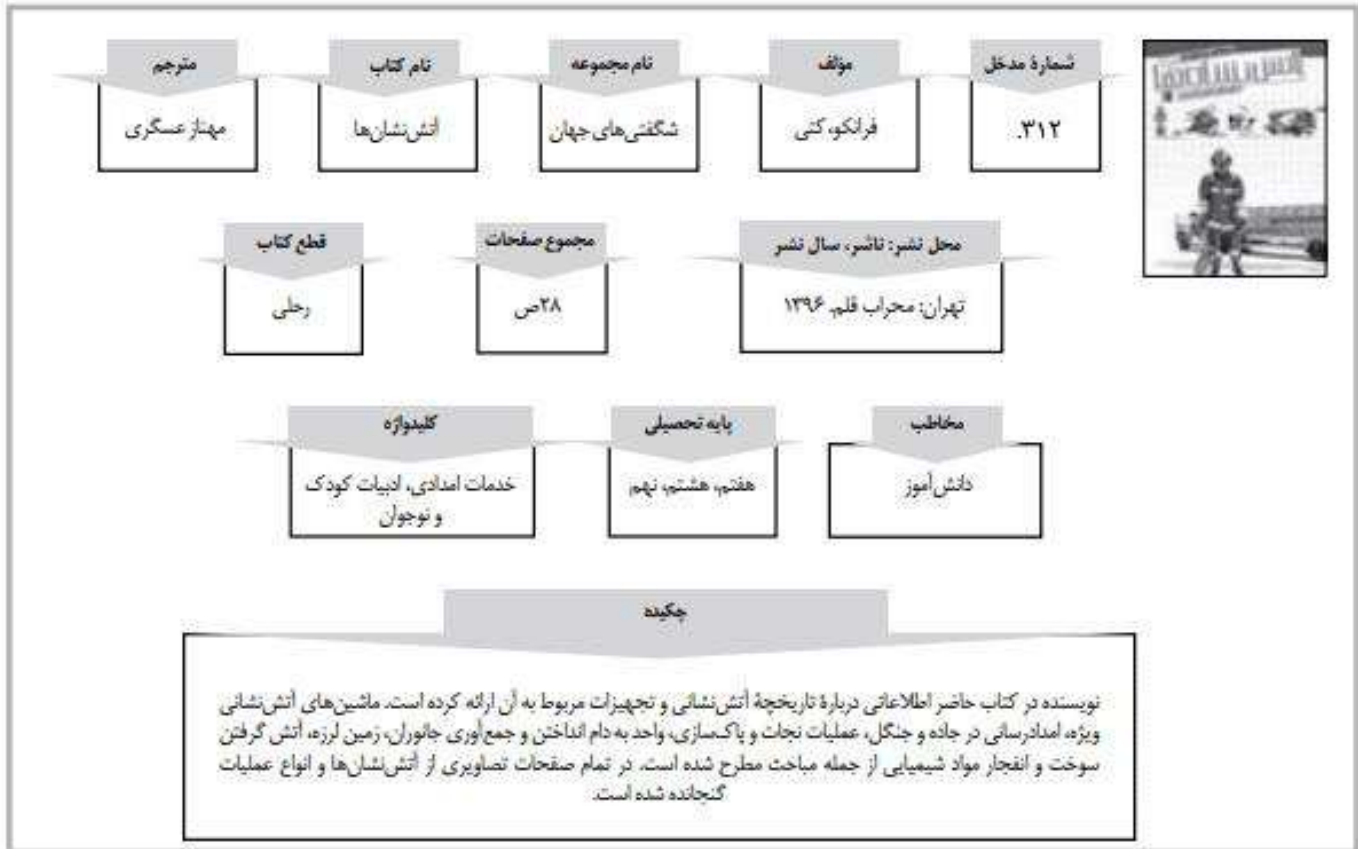 شمارهٔ مدخل
مؤلف
نام مجموعه
نام کتاب
مترجم
۳۱۲.
فرانکو، کتی
شگفتی‌های جهان
آتش‌نشان‌ها
مهناز عسگری
محل نشر: ناشر، سال نشر
مجموع صفحات
قطع کتاب
تهران: محراب قلم، ۱۳۹۶
۲۸ص
رحلی
مخاطب
پایه تحصیلی
کلیدواژه
دانش‌آموز
هفتم، هشتم، نهم
خدمات امدادی، ادبیات کودک
و نوجوان
چکیده
نویسنده در کتاب حاضر اطلاعاتی دربارهٔ تاریخچهٔ آتش‌نشانی و تجهیزات مربوط به آن ارائه کرده است. ماشین‌های آتش‌نشانی
ویژه، امدادرسانی در جاده و جنگل، عملیات نجات و پاک‌سازی، واحد به دام انداختن و جمع‌آوری جانوران، زمین لرزه، آتش گرفتن
سوخت و انفجار مواد شیمیایی از جمله مباحث مطرح شده است. در تمام صفحات تصاویری از آتش‌نشان‌ها و انواع عملیات
گنجانده شده است.